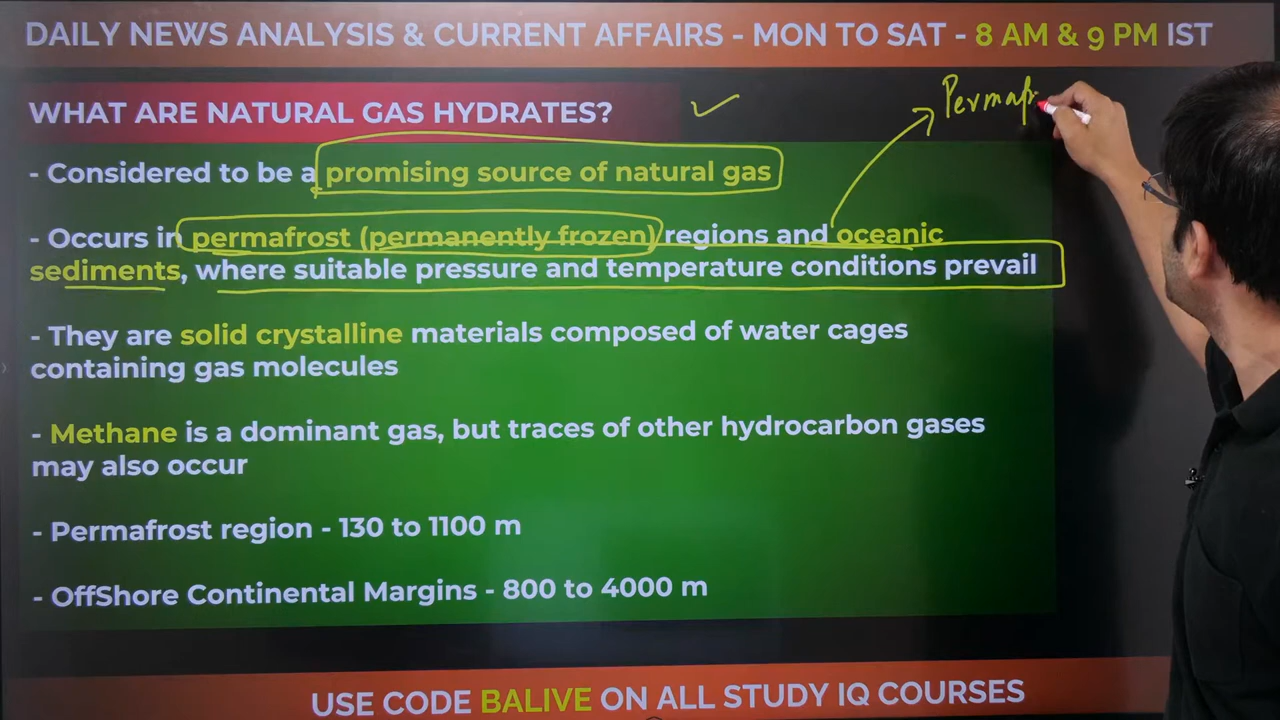 DAILY NEWS ANALYSIS & CURRENT AFFAIRS - MON TO SAT - 8 AM & 9 PM IST
WHAT ARE NATURAL GAS HYDRATES?
Permafr
- Considered to be a promising source of natural gas
- Occurs in permafrost (permanently frozen) regions and oceanic
sediments, where suitable pressure and temperature conditions prevail
- They are solid crystalline materials composed of water cages
containing gas molecules
- Methane is a dominant gas, but traces of other hydrocarbon gases
may also occur
- Permafrost region - 130 to 1100 m
- OffShore Continental Margins - 800 to 4000 m
USE CODE BALIVE ON ALL STUDY IQ COURSES